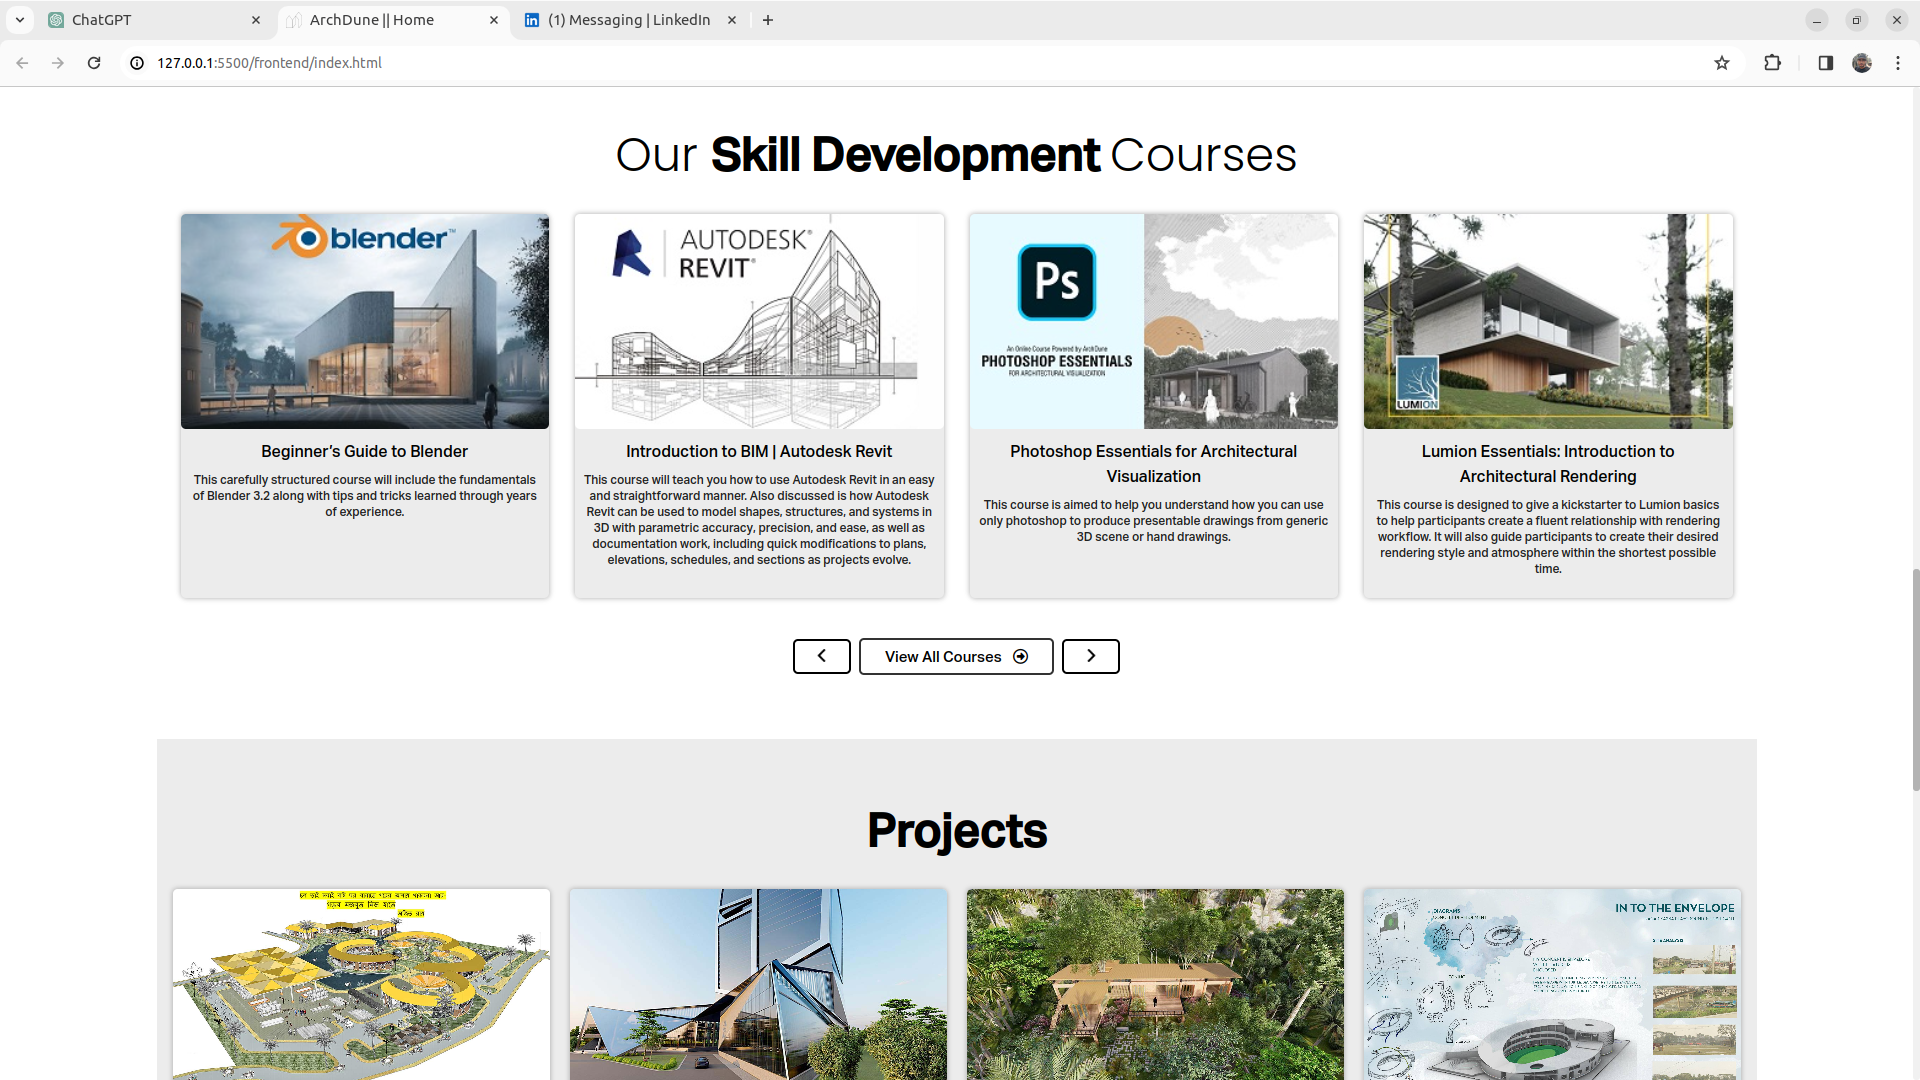 ChatGPT
ArchDune || Home
(1) Messaging | LinkedIn
127.0.0.1:5500/frontend/index.html
Our Skill Development Courses
blender™
Beginner’s Guide to Blender
This carefully structured course will include the fundamentals
of Blender 3.2 along with tips and tricks learned through years
of experience.
AUTODESK®
REVIT®
Introduction to BIM | Autodesk Revit
This course will teach you how to use Autodesk Revit in an easy
and straightforward manner. Also discussed is how Autodesk
Revit can be used to model shapes, structures, and systems in
3D with parametric accuracy, precision, and ease, as well as
documentation work, including quick modifications to plans,
elevations, schedules, and sections as projects evolve.
Ps
An Online Course Powered by ArchDune
PHOTOSHOP ESSENTIALS
FOR ARCHITECTURAL VISUALIZATION
Photoshop Essentials for Architectural
Visualization
This course is aimed to help you understand how you can use
only photoshop to produce presentable drawings from generic
3D scene or hand drawings.
LUMION
Lumion Essentials: Introduction to
Architectural Rendering
This course is designed to give a kickstarter to Lumion basics
to help participants create a fluent relationship with rendering
workflow. It will also guide participants to create their desired
rendering style and atmosphere within the shortest possible
time.
View All Courses
Projects
IN TO THE ENVELOPE
DIAGRAMS